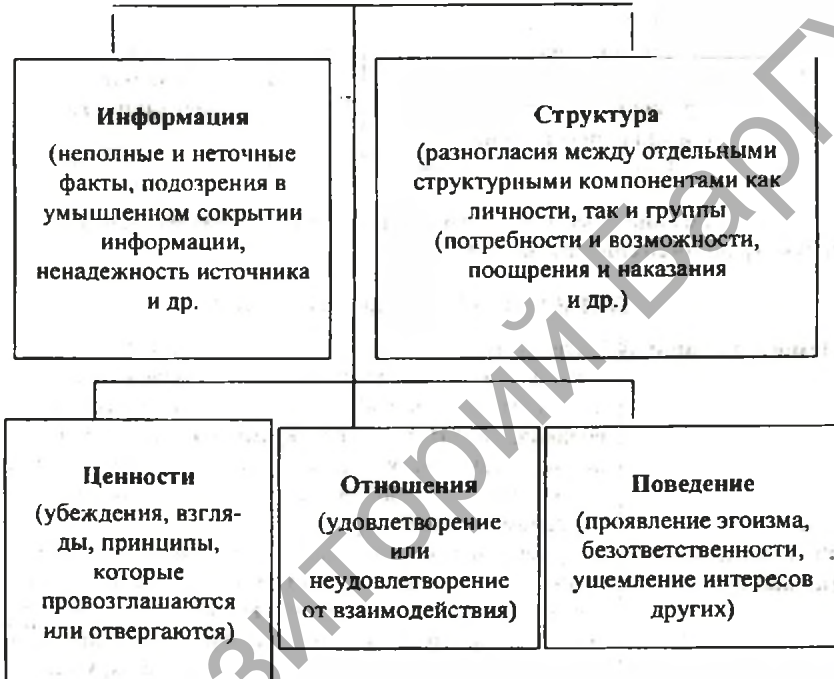 Информация
(неполные и неточные
факты, подозрения в
умышленном сокрытии
информации,
ненадежность источника
и др.
Структура
(разногласия между отдельными
структурными компонентами как
личности, так и группы
(потребности и возможности,
поощрения и наказания
и др.)
Ценности
(убеждения, взгля-
ды, принципы,
которые
провозглашаются
или отвергаются)
Отношения
(удовлетворение
или
неудовлетворение
от взаимодействия)
Поведение
(проявление эгоизма,
безответственности,
ущемление интересов
других)